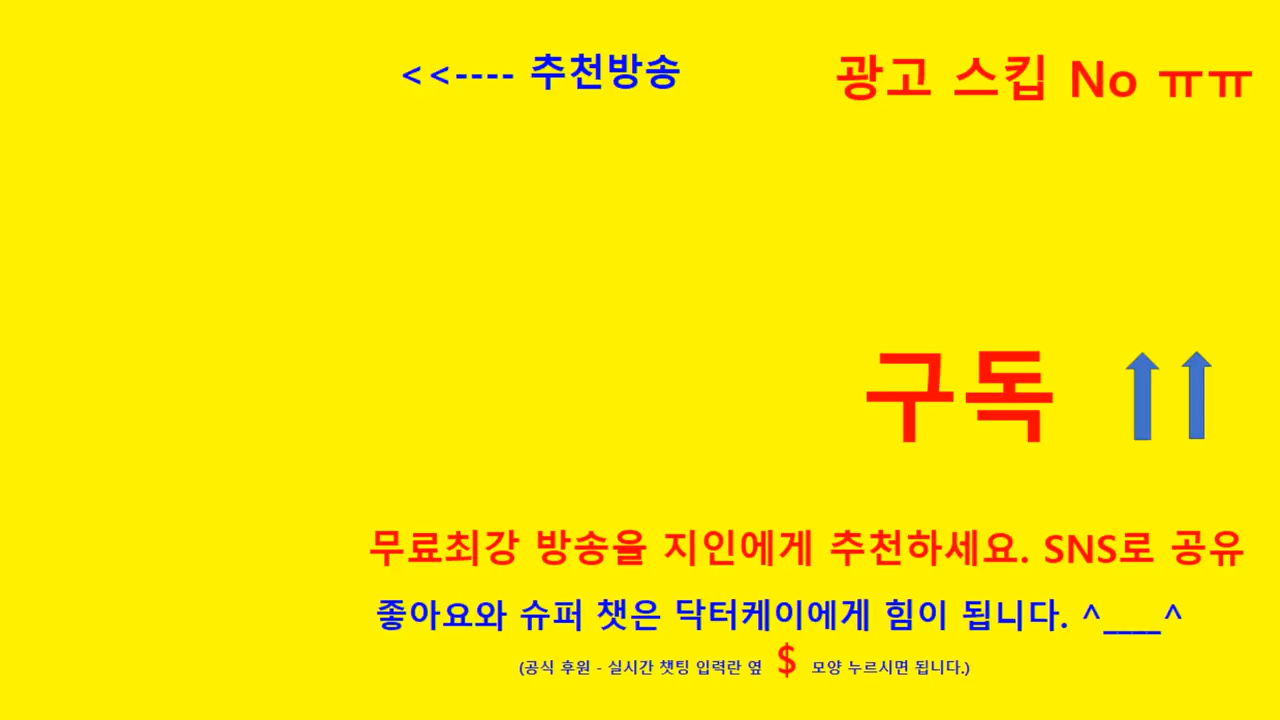 <<---- 추천방송
광고 스킵 No ㅠㅠ
구독
무료최강 방송을 지인에게 추천하세요. SNS로 공유
좋아요와 슈퍼 챗은 닥터케이에게 힘이 됩니다. ^____^
(공식 후원 - 실시간 챗팅 입력란 옆 $ 모양 누르시면 됩니다.)